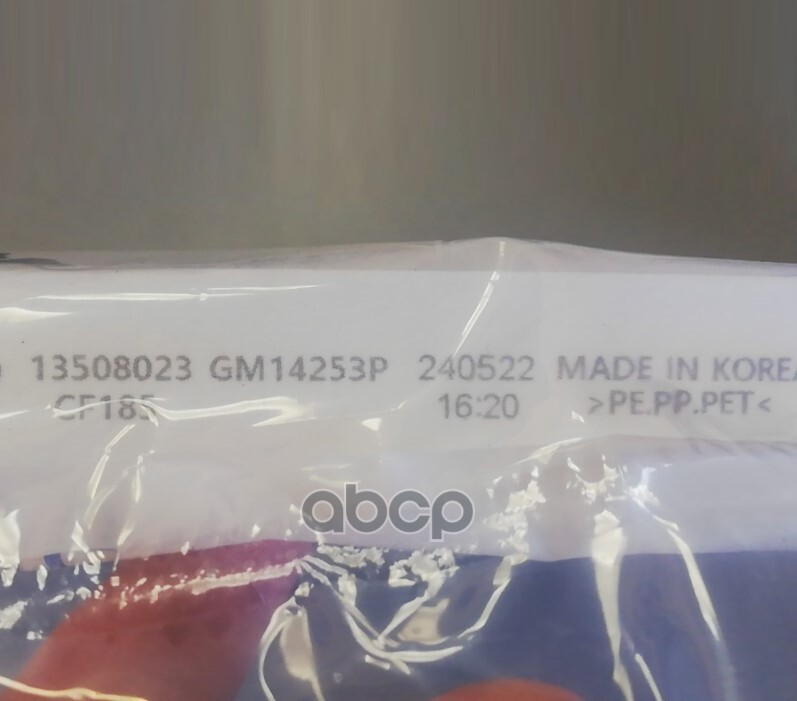 13508023 GM14253P 240522 MADE IN KOREA
CF185 16:20 >PE.PP.PET<
abcp